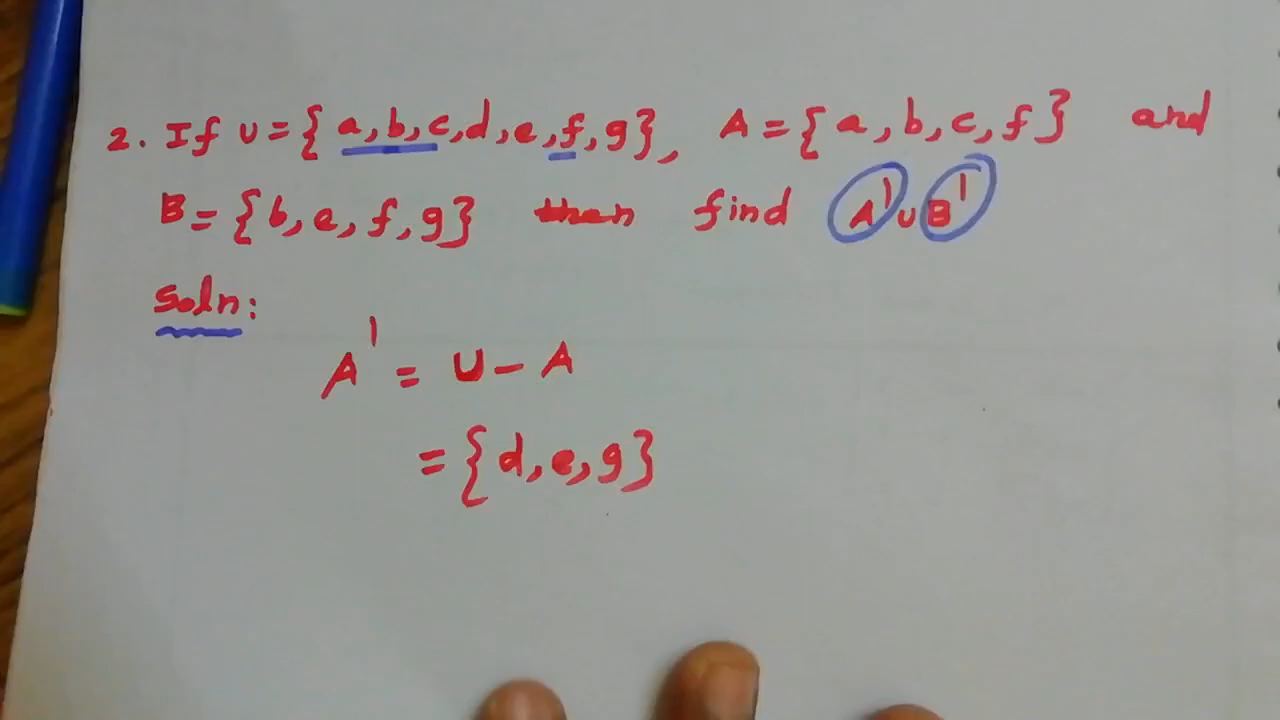 2. If U = { a, b, c, d, e, f, g }, A = { a, b, c, f } and
B = { b, e, f, g } then find A' ∪ B'
Soln:
A' = U - A
= { d, e, g }